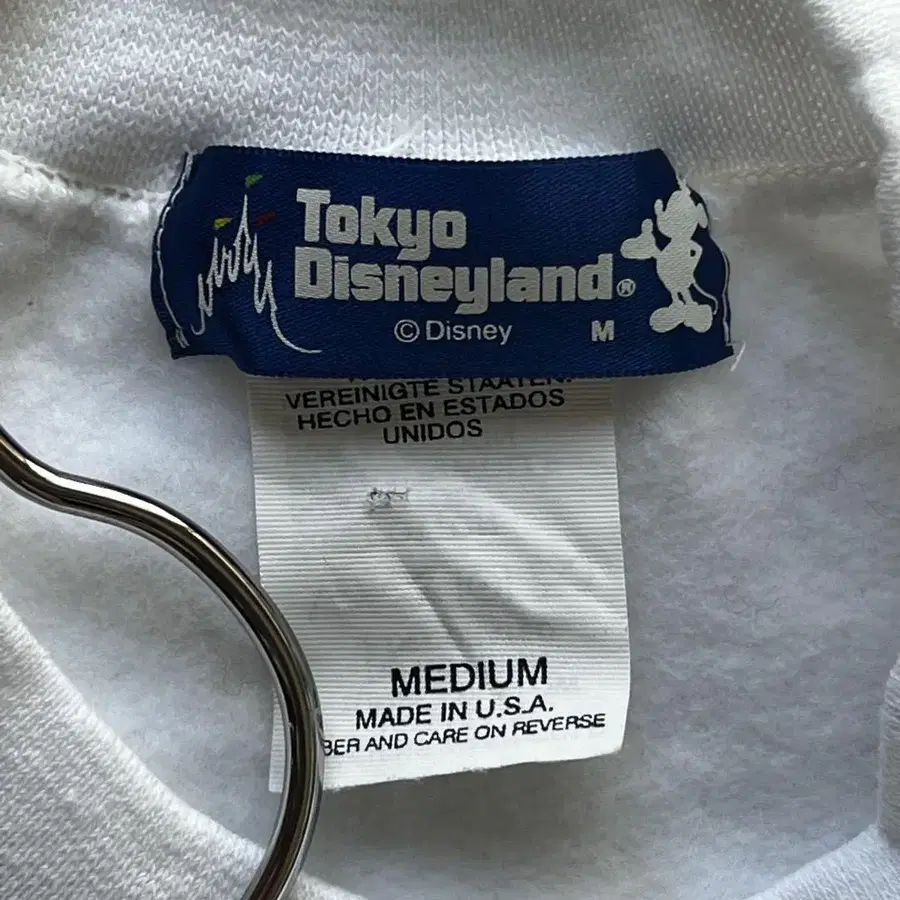 Tokyo
Disneyland®
© Disney M
VEREINIGTE STAATEN.
HECHO EN ESTADOS
UNIDOS
MEDIUM
MADE IN U.S.A.
BER AND CARE ON REVERSE